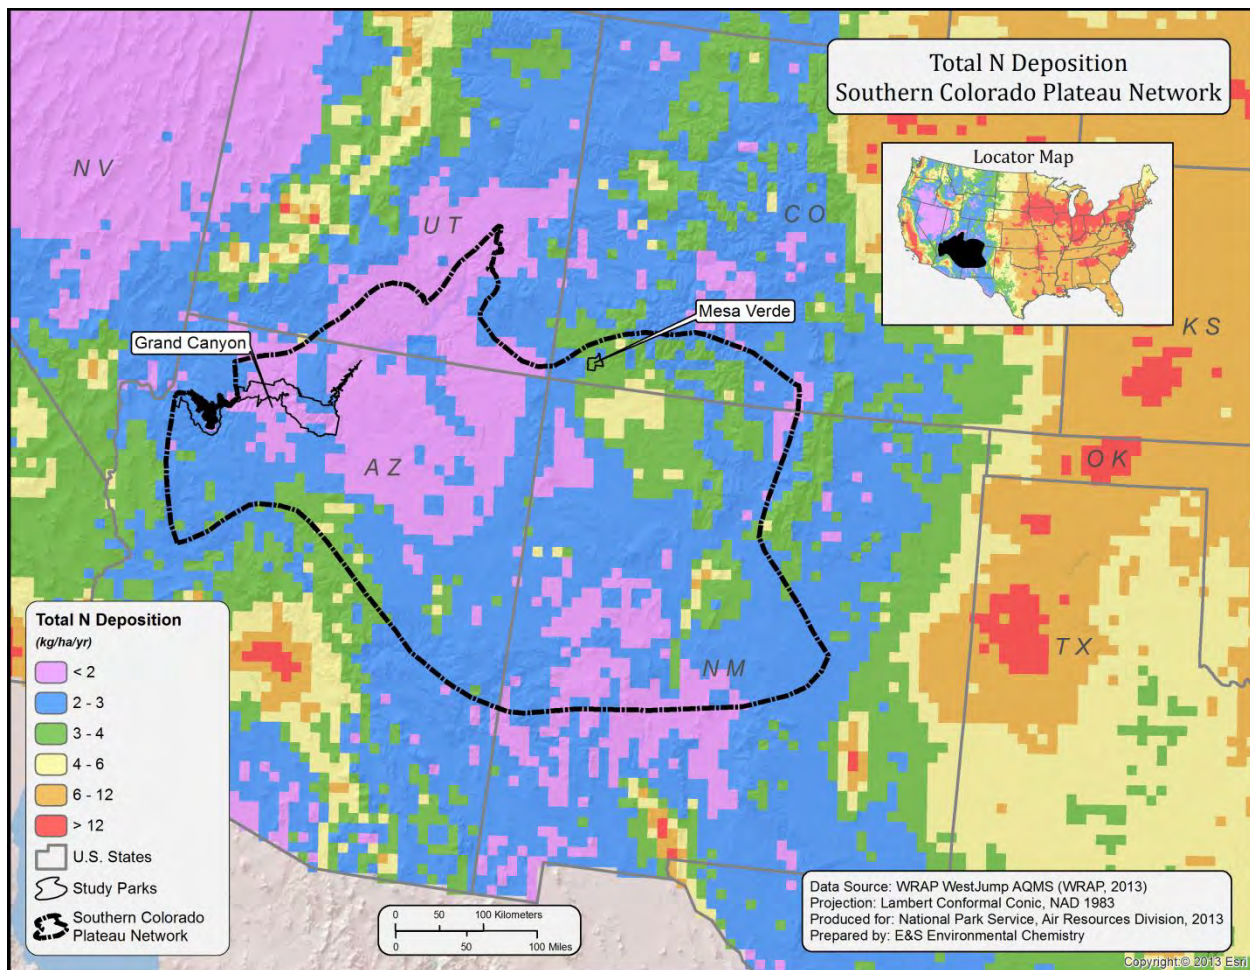 Total N Deposition
Southern Colorado Plateau Network
Locator Map
N V
U T
C O
K S
Mesa Verde
Grand Canyon
A Z
O K
N M
T X
Total N Deposition
(kg/ha/yr)
< 2
2 - 3
3 - 4
4 - 6
6 - 12
> 12
U.S. States
Study Parks
Southern Colorado
Plateau Network
0 50 100 Kilometers
0 50 100 Miles
Data Source: WRAP WestJump AQMS (WRAP, 2013)
Projection: Lambert Conformal Conic, NAD 1983
Produced for: National Park Service, Air Resources Division, 2013
Prepared by: E&S Environmental Chemistry
Copyright:© 2013 Esri